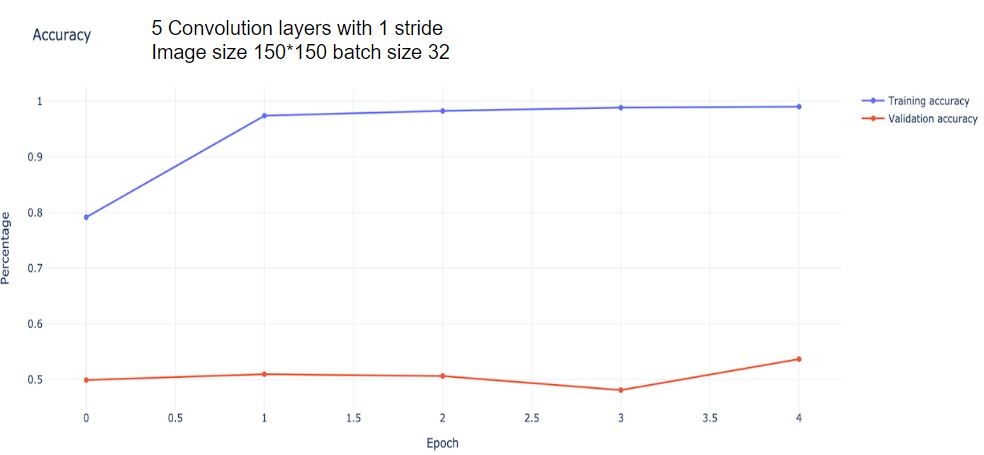 Accuracy
5 Convolution layers with 1 stride
Image size 150*150 batch size 32
Training accuracy
Validation accuracy
Percentage
1
0.9
0.8
0.7
0.6
0.5
0
0.5
1
1.5
2
2.5
3
3.5
4
Epoch